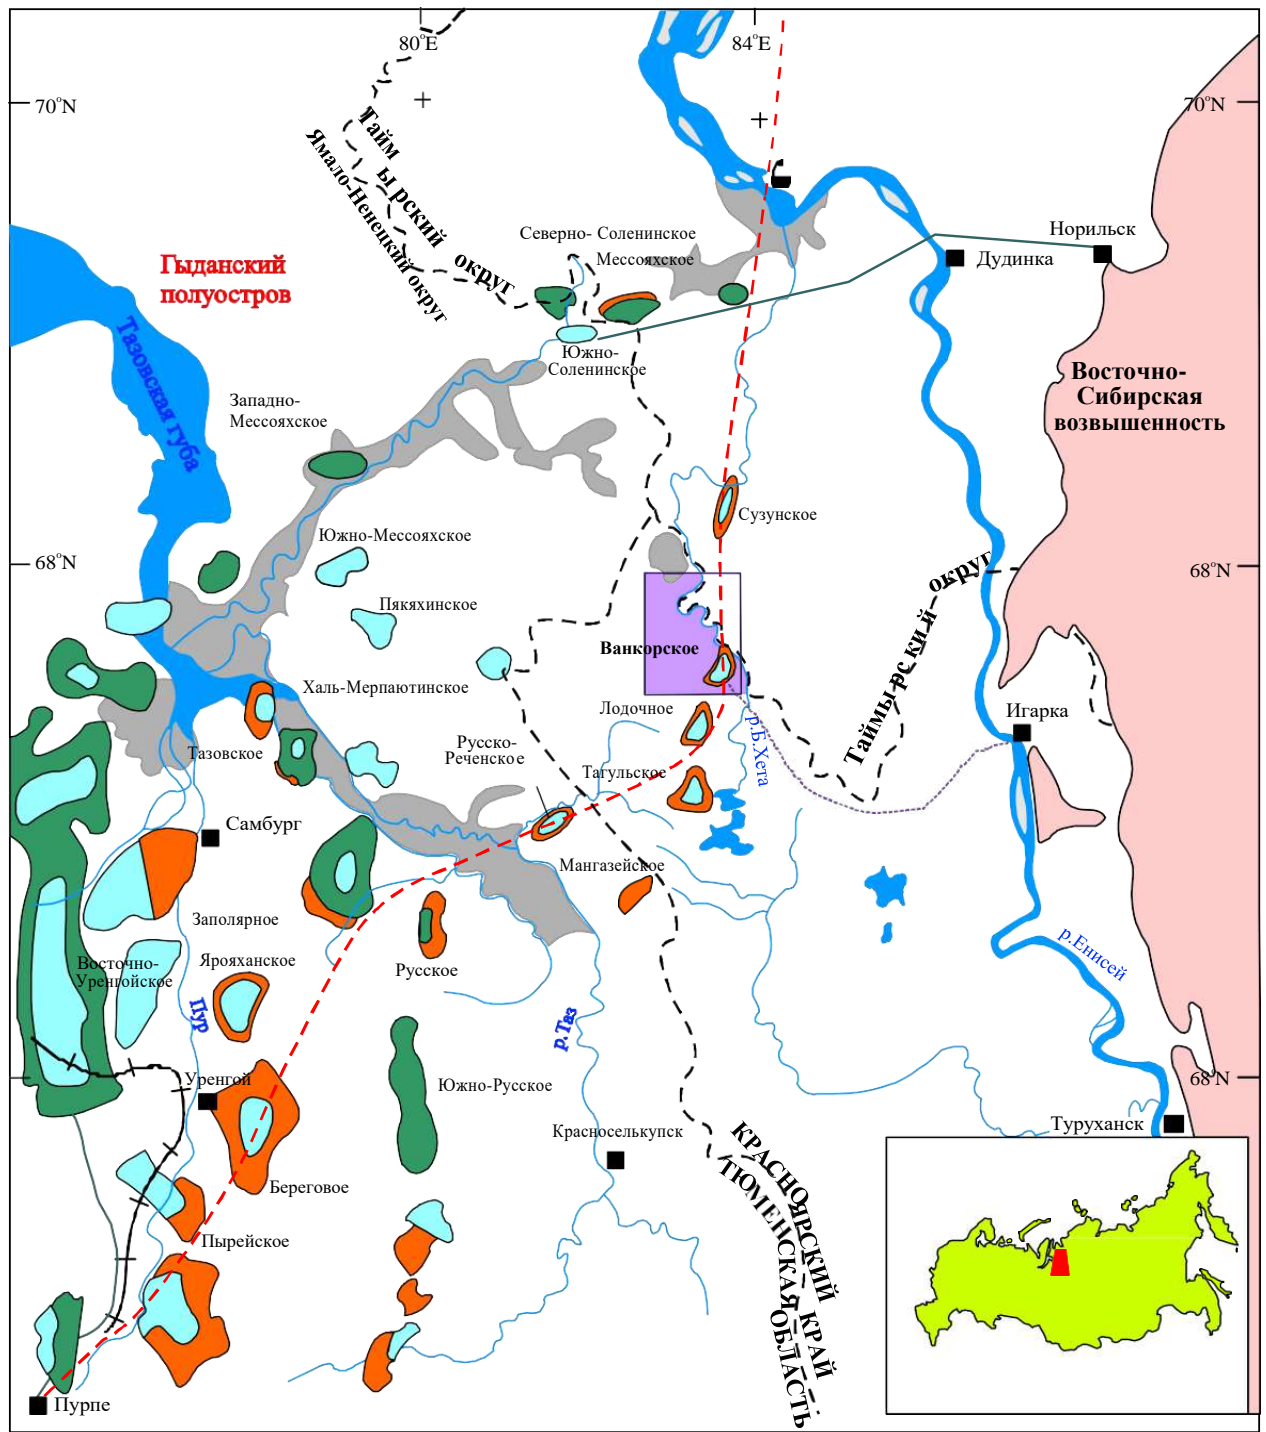 80°E
84°E
70°N
70°N
Таймырский округ
Ямало-Ненецкий округ
Северно- Соленинское
Мессояхское
Норильск
Дудинка
Гыданский
полуостров
Тазовская губа
Южно-
Соленинское
Западно-
Мессояхское
Восточно-
Сибирская
возвышенность
Сузунское
Южно-Мессояхское
68°N
68°N
округ
Таймырский
Пякяхинское
Ванкорское
Халь-Мерпаютинское
Лодочное
Игарка
р.Б.Хета
Русско-
Реченское
Тазовское
Тагульское
Самбург
Мангазейское
Заполярное
Восточно-
Уренгойское
Ярояханское
Русское
р.Енисей
Пур
р.Таз
Уренгой
Южно-Русское
68°N
Туруханск
Красноселькупск
КРАСНОЯРСКИЙ КРАЙ
ТЮМЕНСКАЯ ОБЛАСТЬ
Береговое
Пырейское
Пурпе